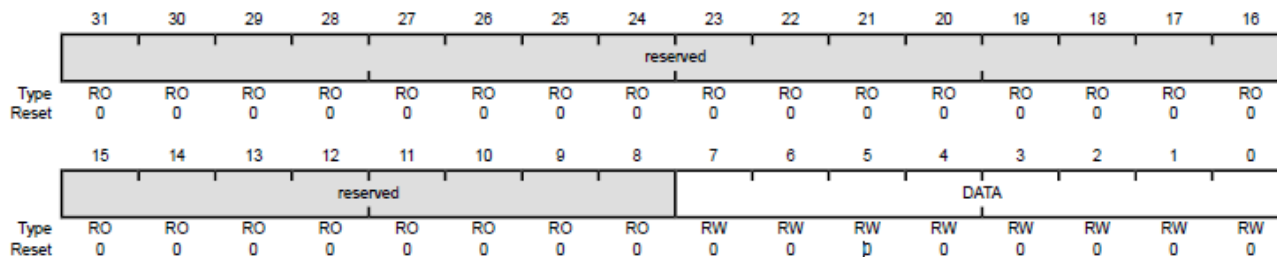 31 30 29 28 27 26 25 24 23 22 21 20 19 18 17 16
reserved
Type RO RO RO RO RO RO RO RO RO RO RO RO RO RO RO RO
Reset 0 0 0 0 0 0 0 0 0 0 0 0 0 0 0 0
15 14 13 12 11 10 9 8 7 6 5 4 3 2 1 0
reserved DATA
Type RO RO RO RO RO RO RO RO RW RW RW RW RW RW RW RW
Reset 0 0 0 0 0 0 0 0 0 0 0 0 0 0 0 0